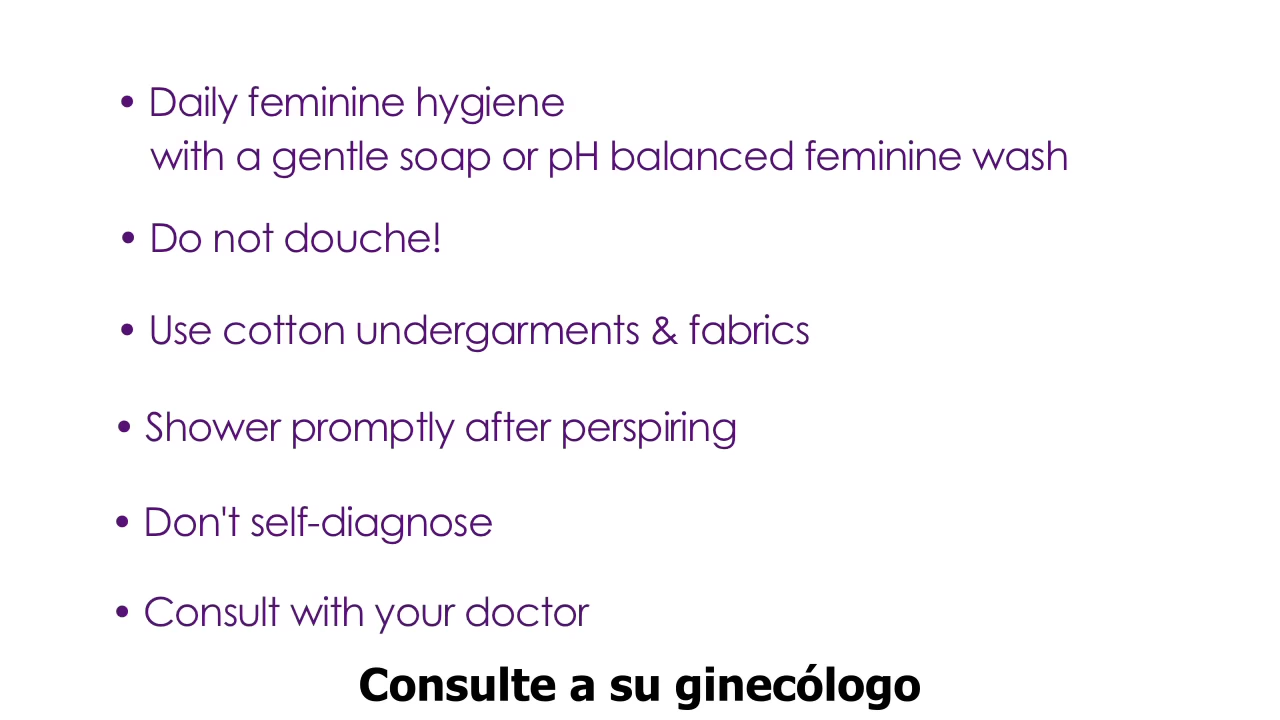 • Daily feminine hygiene
with a gentle soap or pH balanced feminine wash
• Do not douche!
• Use cotton undergarments & fabrics
• Shower promptly after perspiring
• Don't self-diagnose
• Consult with your doctor
Consulte a su ginecólogo